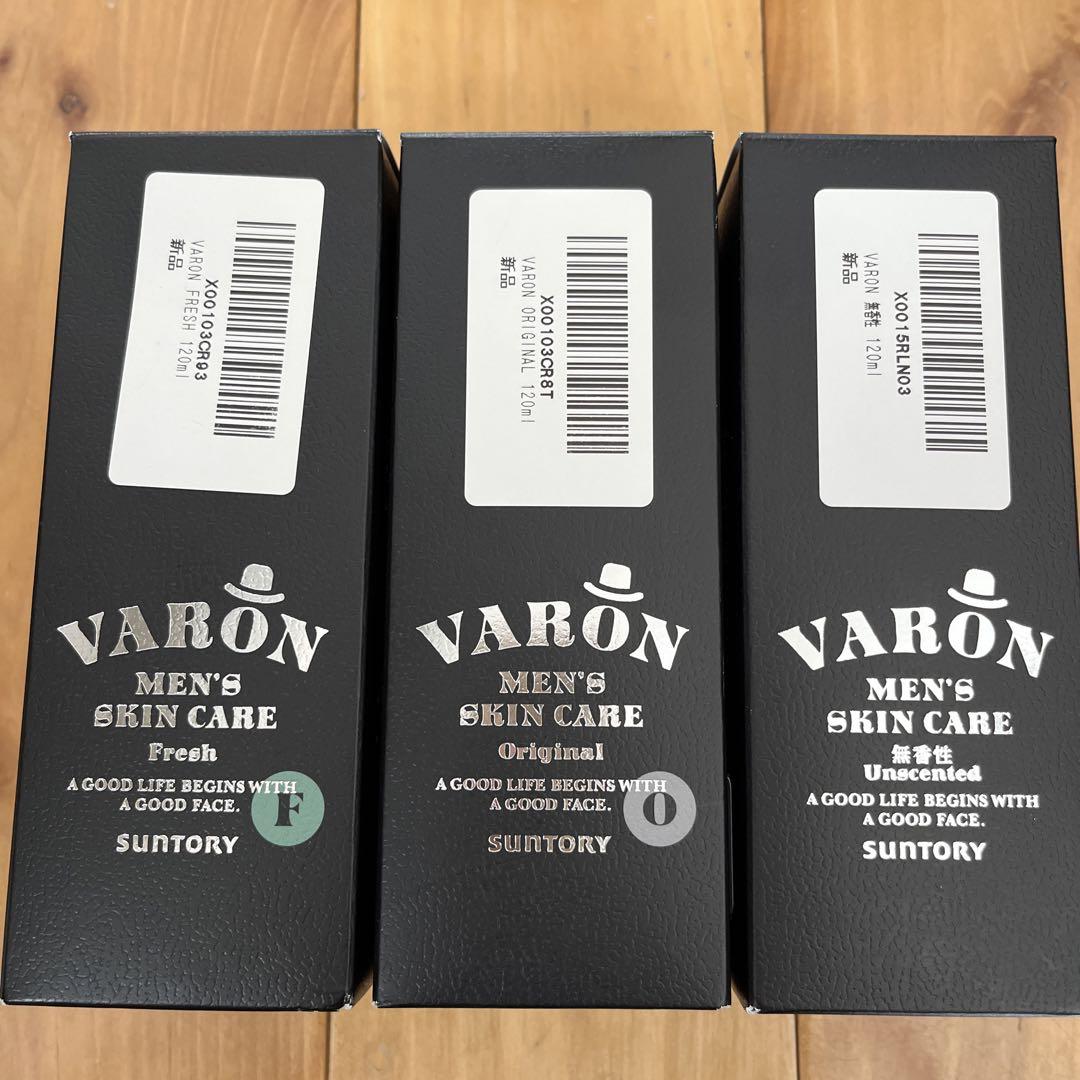 X00103CR93
VARON FRESH 120ml
新品
VARON
MEN'S
SKIN CARE
Fresh
A GOOD LIFE BEGINS WITH
A GOOD FACE.
F
SUNTORY
X00103CR8T
VARON ORIGINAL 120ml
新品
VARON
MEN'S
SKIN CARE
Original
A GOOD LIFE BEGINS WITH
A GOOD FACE.
O
SUNTORY
X0015RLN03
VARON 無香性 120ml
新品
VARON
MEN'S
SKIN CARE
無香性
Unscented
A GOOD LIFE BEGINS WITH
A GOOD FACE.
SUNTORY